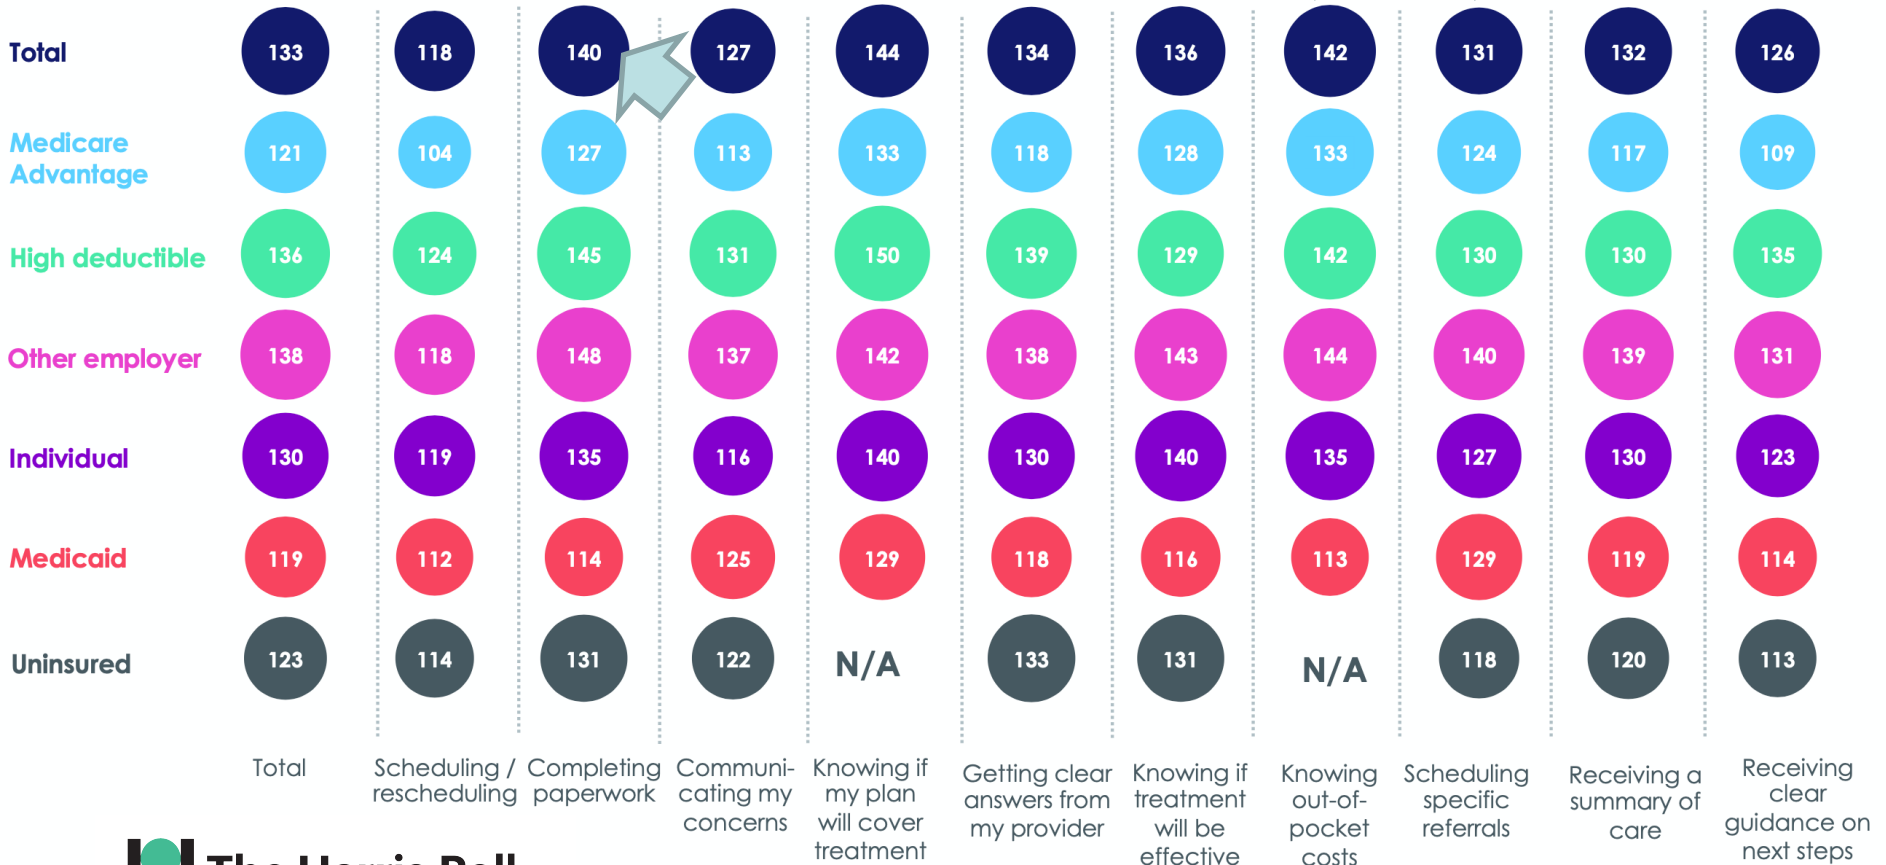 Total 133 118 140 127 144 134 136 142 131 132 126
Medicare
Advantage 121 104 127 113 133 118 128 133 124 117 109
High deductible 136 124 145 131 150 139 129 142 130 130 135
Other employer 138 118 148 137 142 138 143 144 140 139 131
Individual 130 119 135 116 140 130 140 135 127 130 123
Medicaid 119 112 114 125 129 118 116 113 129 119 114
Uninsured 123 114 131 122 N/A 133 131 N/A 118 120 113
Total
Scheduling /
rescheduling
Completing
paperwork
Communi-
cating my
concerns
Knowing if
my plan
will cover
treatment
Getting clear
answers from
my provider
Knowing if
treatment
will be
effective
Knowing
out-of-
pocket
costs
Scheduling
specific
referrals
Receiving a
summary of
care
Receiving
clear
guidance on
next steps
The Harris Poll